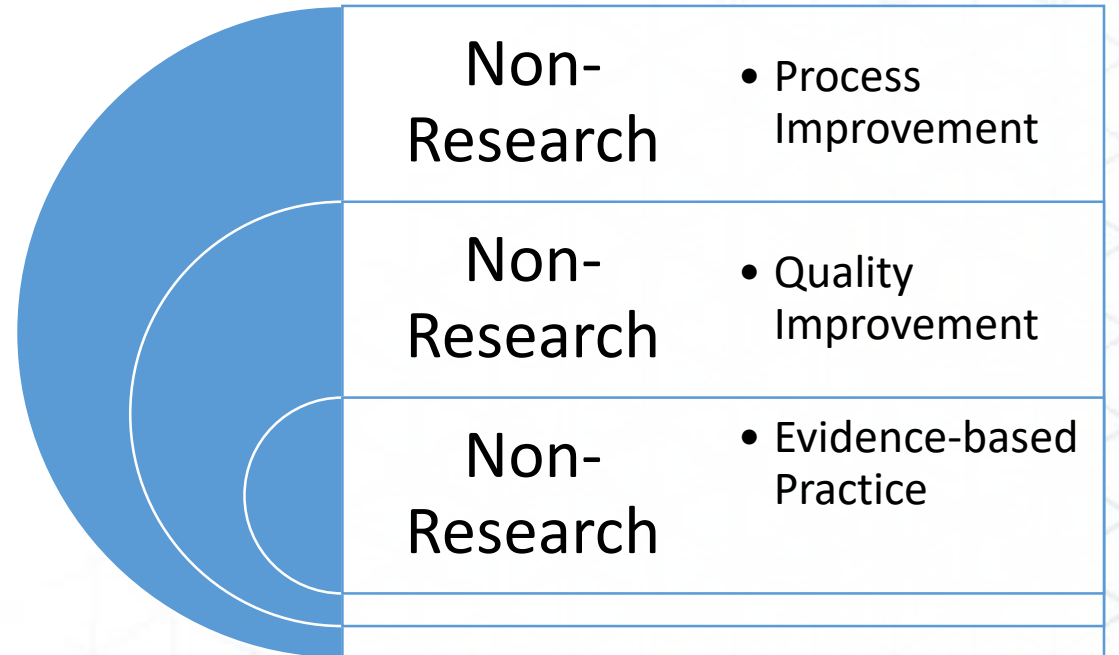 Non-
Research
• Process
Improvement
Non-
Research
• Quality
Improvement
Non-
Research
• Evidence-based
Practice